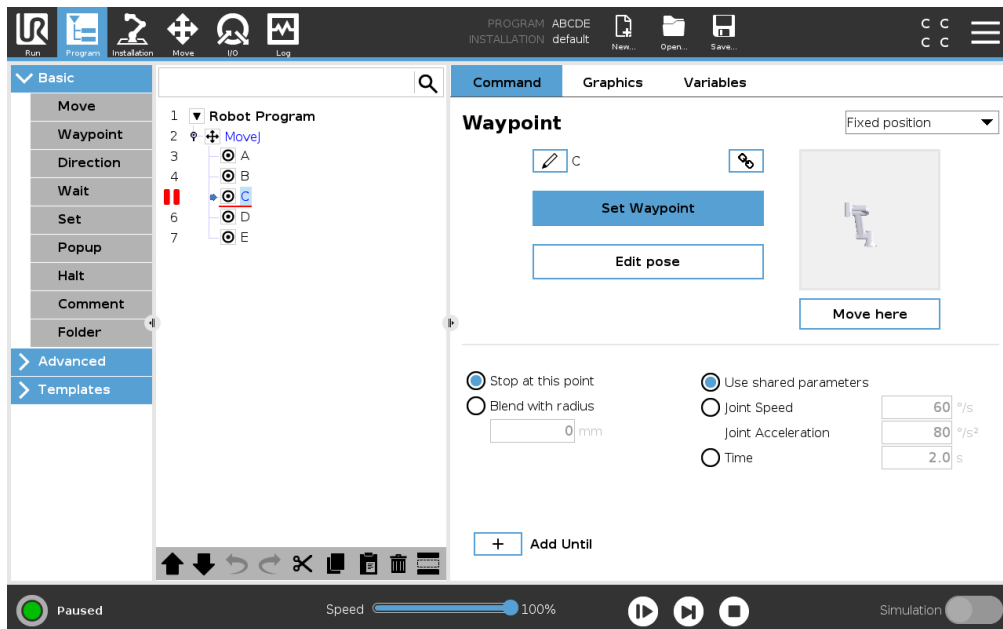 PROGRAM ABCDE
INSTALLATION default
C C
C C
UR
Run
Program
Installation
Move
I/O
Log
New...
Open...
Save...
Basic
Move
Waypoint
Direction
Wait
Set
Popup
Halt
Comment
Folder
Advanced
Templates
1 Robot Program
2 MoveJ
3 A
4 B
C
6 D
7 E
Command Graphics Variables
Waypoint
Fixed position
C
Set Waypoint
Edit pose
Move here
Stop at this point
Blend with radius
0 mm
Use shared parameters
Joint Speed 60 °/s
Joint Acceleration 80 °/s²
Time 2.0 s
+ Add Until
Paused
Speed 100%
Simulation